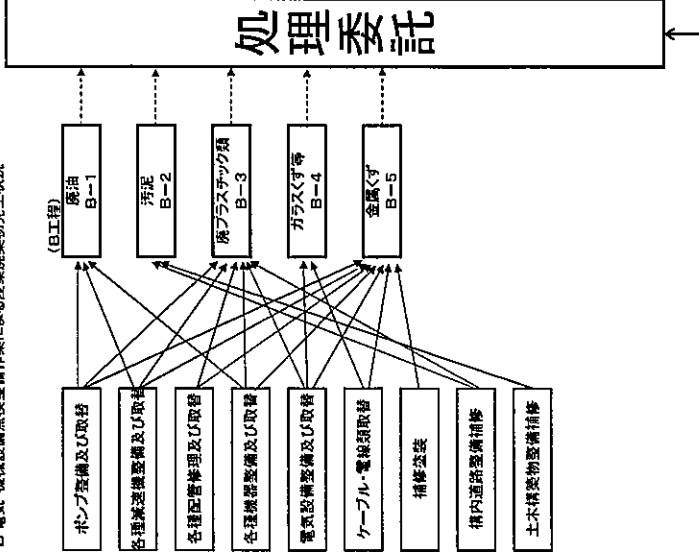 処理委託
(B工程)
廃油
B-1
汚泥
B-2
廃プラスチック類
B-3
ガラスくず等
B-4
金属くず
B-5
ポンプ整備及び取替
各種減速機整備及び取替
各種配管修理及び取替
各種機器整備及び取替
電気設備整備及び取替
ケーブル・電線類取替
補修塗装
構内道路整備補修
土木構築物整備補修